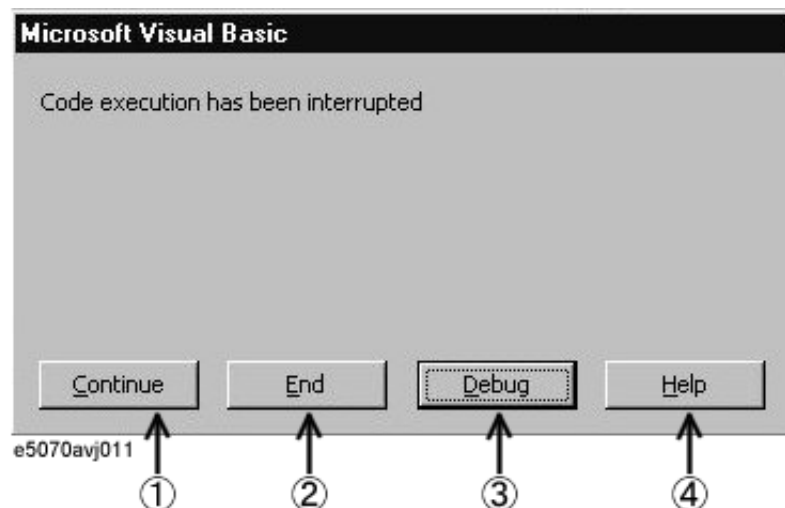 Microsoft Visual Basic
Code execution has been interrupted
Continue End Debug Help
e5070avj011
① ② ③ ④